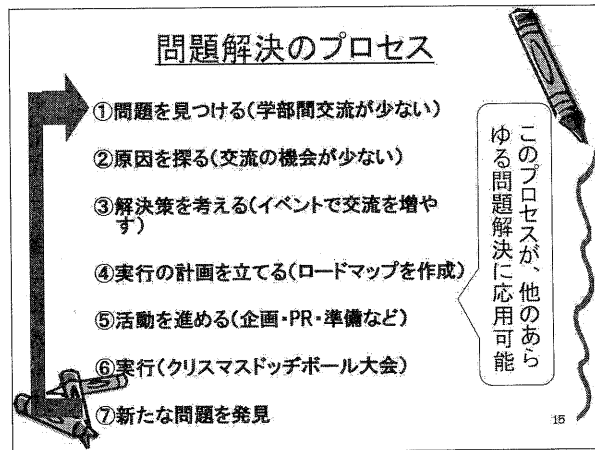 問題解決のプロセス
①問題を見つける(学部間交流が少ない)
②原因を探る(交流の機会が少ない)
③解決策を考える(イベントで交流を増や
す)
④実行の計画を立てる(ロードマップを作成)
⑤活動を進める(企画・PR・準備など)
⑥実行(クリスマスドッヂボール大会)
⑦新たな問題を発見
このプロセスが、他のあら
ゆる問題解決に応用可能
15